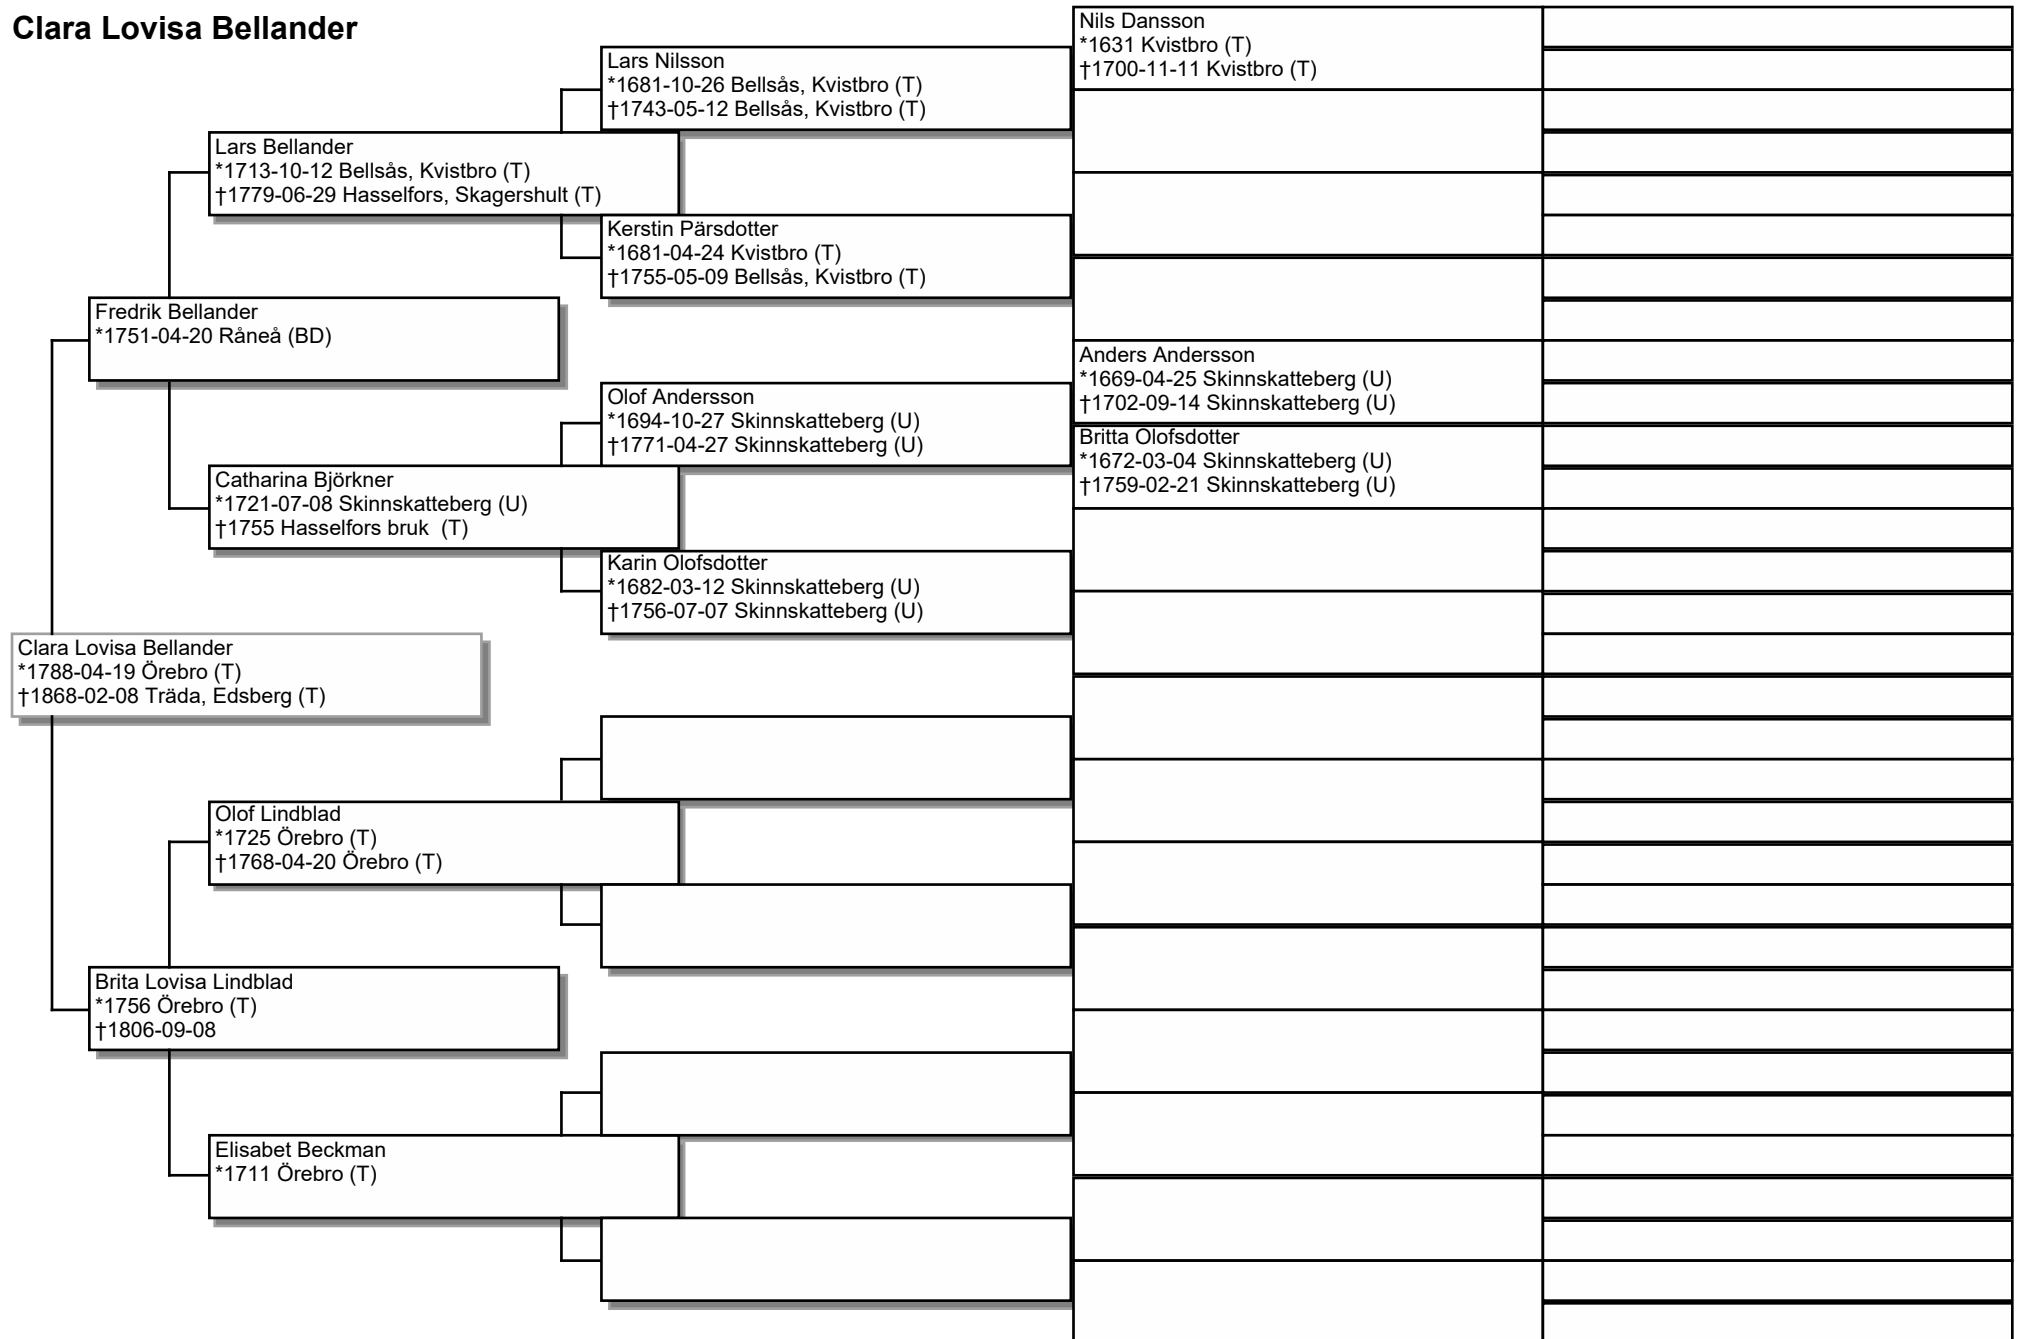 Clara Lovisa Bellander
Nils Dansson
*1631 Kvistbro (T)
†1700-11-11 Kvistbro (T)
Lars Nilsson
*1681-10-26 Bellsås, Kvistbro (T)
†1743-05-12 Bellsås, Kvistbro (T)
Lars Bellander
*1713-10-12 Bellsås, Kvistbro (T)
†1779-06-29 Hasselfors, Skagershult (T)
Kerstin Pärsdotter
*1681-04-24 Kvistbro (T)
†1755-05-09 Bellsås, Kvistbro (T)
Fredrik Bellander
*1751-04-20 Råneå (BD)
Anders Andersson
*1669-04-25 Skinnskatteberg (U)
†1702-09-14 Skinnskatteberg (U)
Olof Andersson
*1694-10-27 Skinnskatteberg (U)
†1771-04-27 Skinnskatteberg (U)
Britta Olofsdotter
*1672-03-04 Skinnskatteberg (U)
†1759-02-21 Skinnskatteberg (U)
Catharina Björkner
*1721-07-08 Skinnskatteberg (U)
†1755 Hasselfors bruk  (T)
Karin Olofsdotter
*1682-03-12 Skinnskatteberg (U)
†1756-07-07 Skinnskatteberg (U)
Clara Lovisa Bellander
*1788-04-19 Örebro (T)
†1868-02-08 Träda, Edsberg (T)
Olof Lindblad
*1725 Örebro (T)
†1768-04-20 Örebro (T)
Brita Lovisa Lindblad
*1756 Örebro (T)
†1806-09-08
Elisabet Beckman
*1711 Örebro (T)